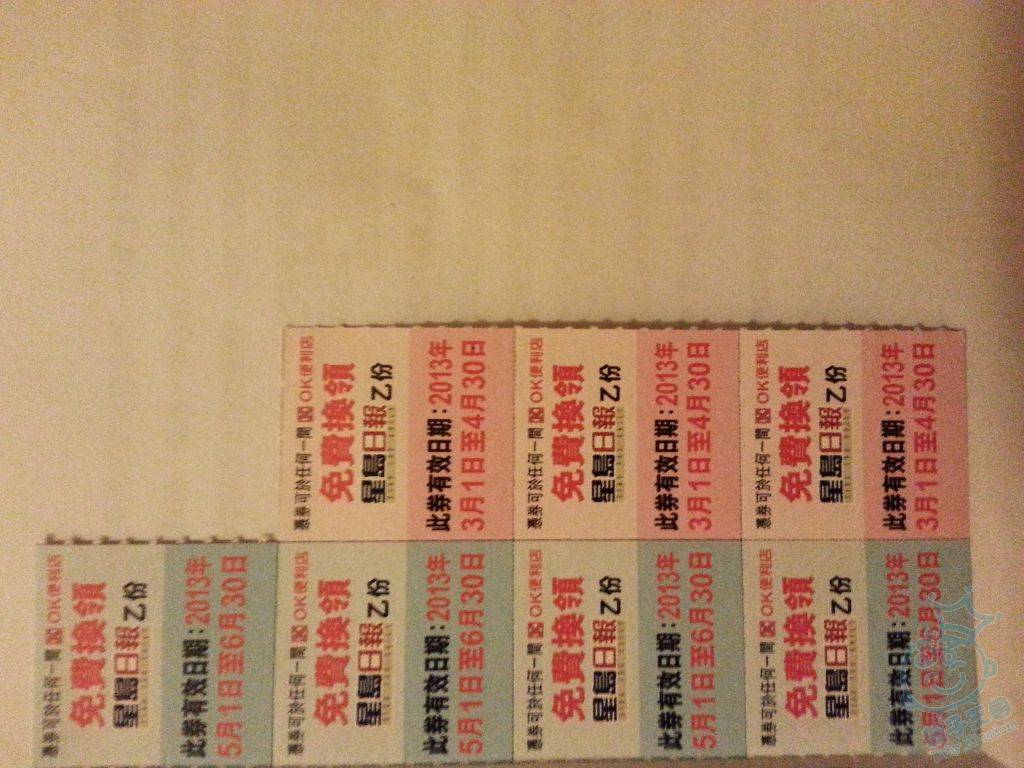 憑券可於任何一間 OK便利店
免費換領
星島日報乙份
此券有效日期：2013年
3月1日至4月30日
憑券可於任何一間 OK便利店
免費換領
星島日報乙份
此券有效日期：2013年
3月1日至4月30日
憑券可於任何一間 OK便利店
免費換領
星島日報乙份
此券有效日期：2013年
3月1日至4月30日
憑券可於任何一間 OK便利店
免費換領
星島日報乙份
此券有效日期：2013年
5月1日至6月30日
憑券可於任何一間 OK便利店
免費換領
星島日報乙份
此券有效日期：2013年
5月1日至6月30日
憑券可於任何一間 OK便利店
免費換領
星島日報乙份
此券有效日期：2013年
5月1日至6月30日
憑券可於任何一間 OK便利店
免費換領
星島日報乙份
此券有效日期：2013年
5月1日至6月30日